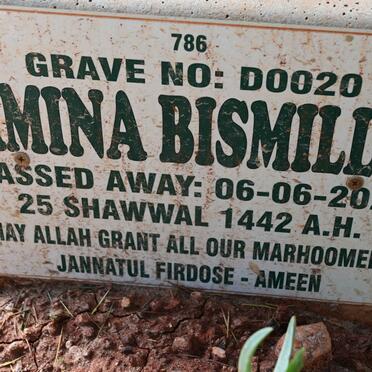 786
GRAVE NO: D0020
MINA BISMILL
ASSED AWAY: 06-06-20
25 SHAWWAL 1442 A.H.
MAY ALLAH GRANT ALL OUR MARHOOMEE
JANNATUL FIRDOSE - AMEEN